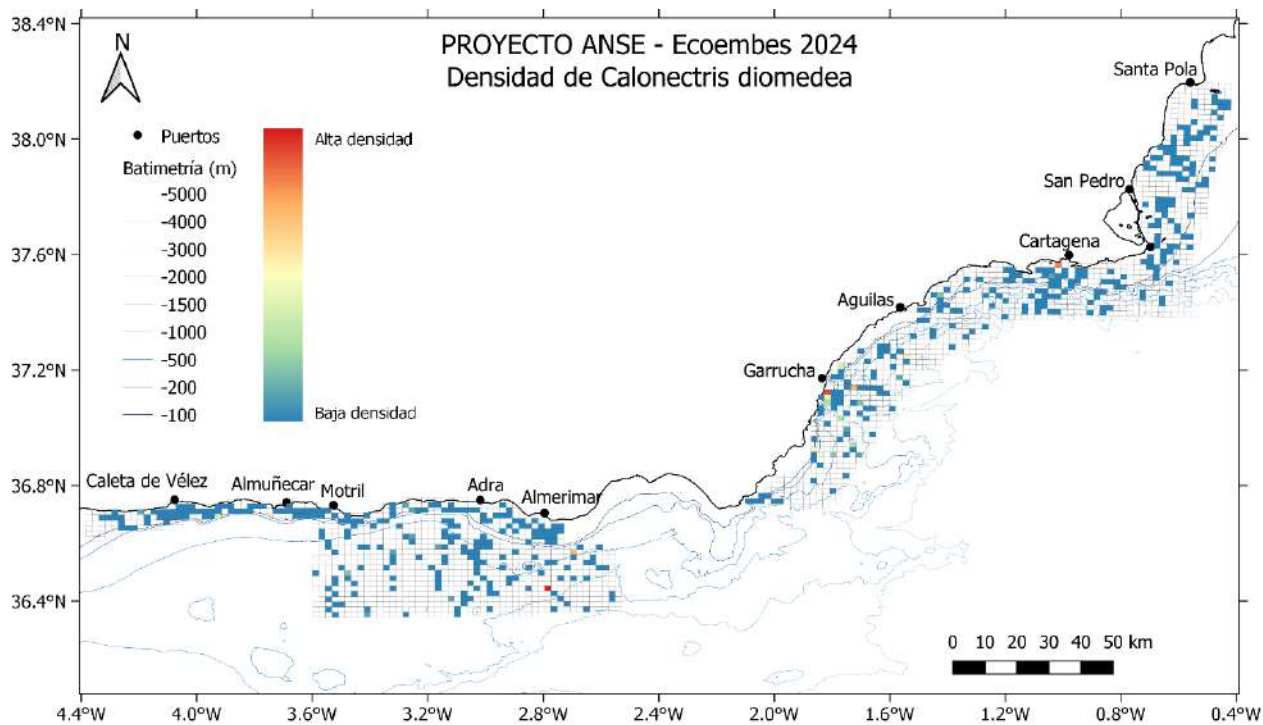 PROYECTO ANSE - Ecoembes 2024
Densidad de Calonectris diomedea
N
Puertos
Batimetría (m)
-5000
-4000
-3000
-2000
-1500
-1000
-500
-200
-100
Alta densidad
Baja densidad
Santa Pola
San Pedro
Cartagena
Aguilas
Garrucha
Caleta de Vélez
Almuñecar
Motril
Adra
Almerimar
38.4°N
38.0°N
37.6°N
37.2°N
36.8°N
36.4°N
0 10 20 30 40 50 km
4.4°W 4.0°W 3.6°W 3.2°W 2.8°W 2.4°W 2.0°W 1.6°W 1.2°W 0.8°W 0.4°W